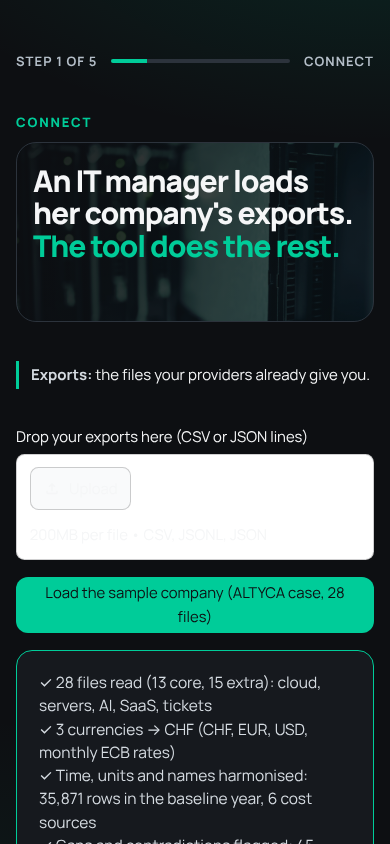 STEP 1 OF 5
CONNECT
CONNECT
An IT manager loads
her company's exports.
The tool does the rest.
Exports: the files your providers already give you.
Drop your exports here (CSV or JSON lines)
Upload
200MB per file • CSV, JSONL, JSON
Load the sample company (ALTYCA case, 28
files)
✓ 28 files read (13 core, 15 extra): cloud,
servers, AI, SaaS, tickets
✓ 3 currencies → CHF (CHF, EUR, USD,
monthly ECB rates)
✓ Time, units and names harmonised:
35,871 rows in the baseline year, 6 cost
sources